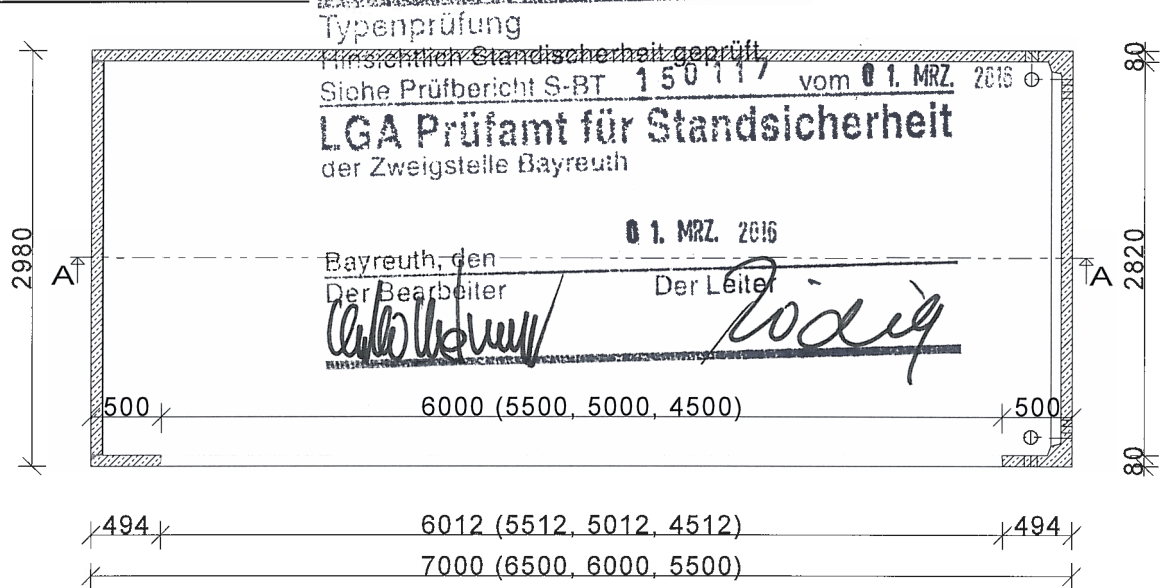 Typenprüfung
Hinsichtlich Standischerheit geprüft
Siehe Prüfbericht S-BT 150117 vom 01. MRZ. 2016
LGA Prüfamt für Standsicherheit
der Zweigstelle Bayreuth
01. MRZ. 2016
Bayreuth, den
Der Bearbeiter Der Leiter
80
2980
A
A
2820
500 6000 (5500, 5000, 4500) 500
80
494 6012 (5512, 5012, 4512) 494
7000 (6500, 6000, 5500)